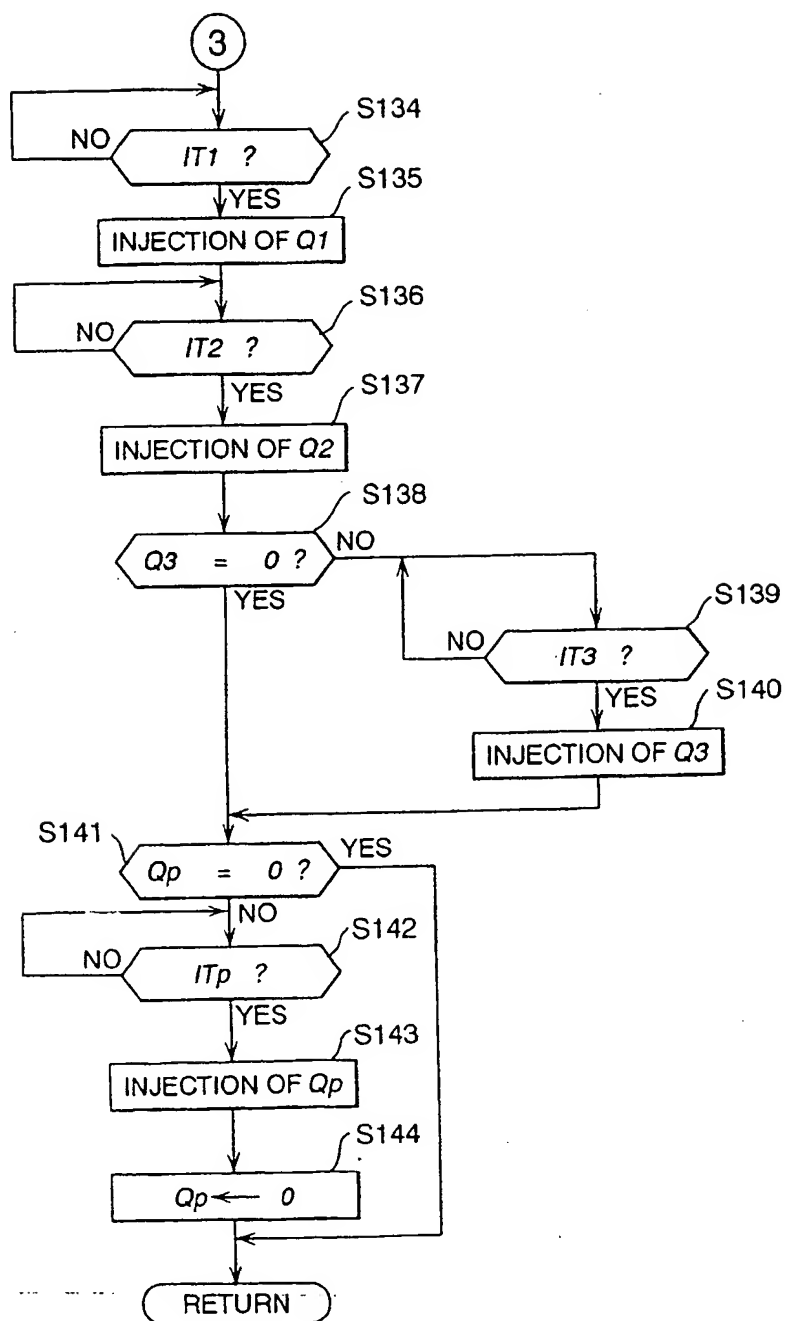 3
S134
NO
IT1 ?
YES
S135
INJECTION OF Q1
S136
NO
IT2 ?
YES
S137
INJECTION OF Q2
S138
Q3 = 0 ?
NO
YES
S139
NO
IT3 ?
YES
S140
INJECTION OF Q3
S141
Qp = 0 ?
YES
NO
S142
NO
ITp ?
YES
S143
INJECTION OF Qp
S144
Qp ← 0
RETURN